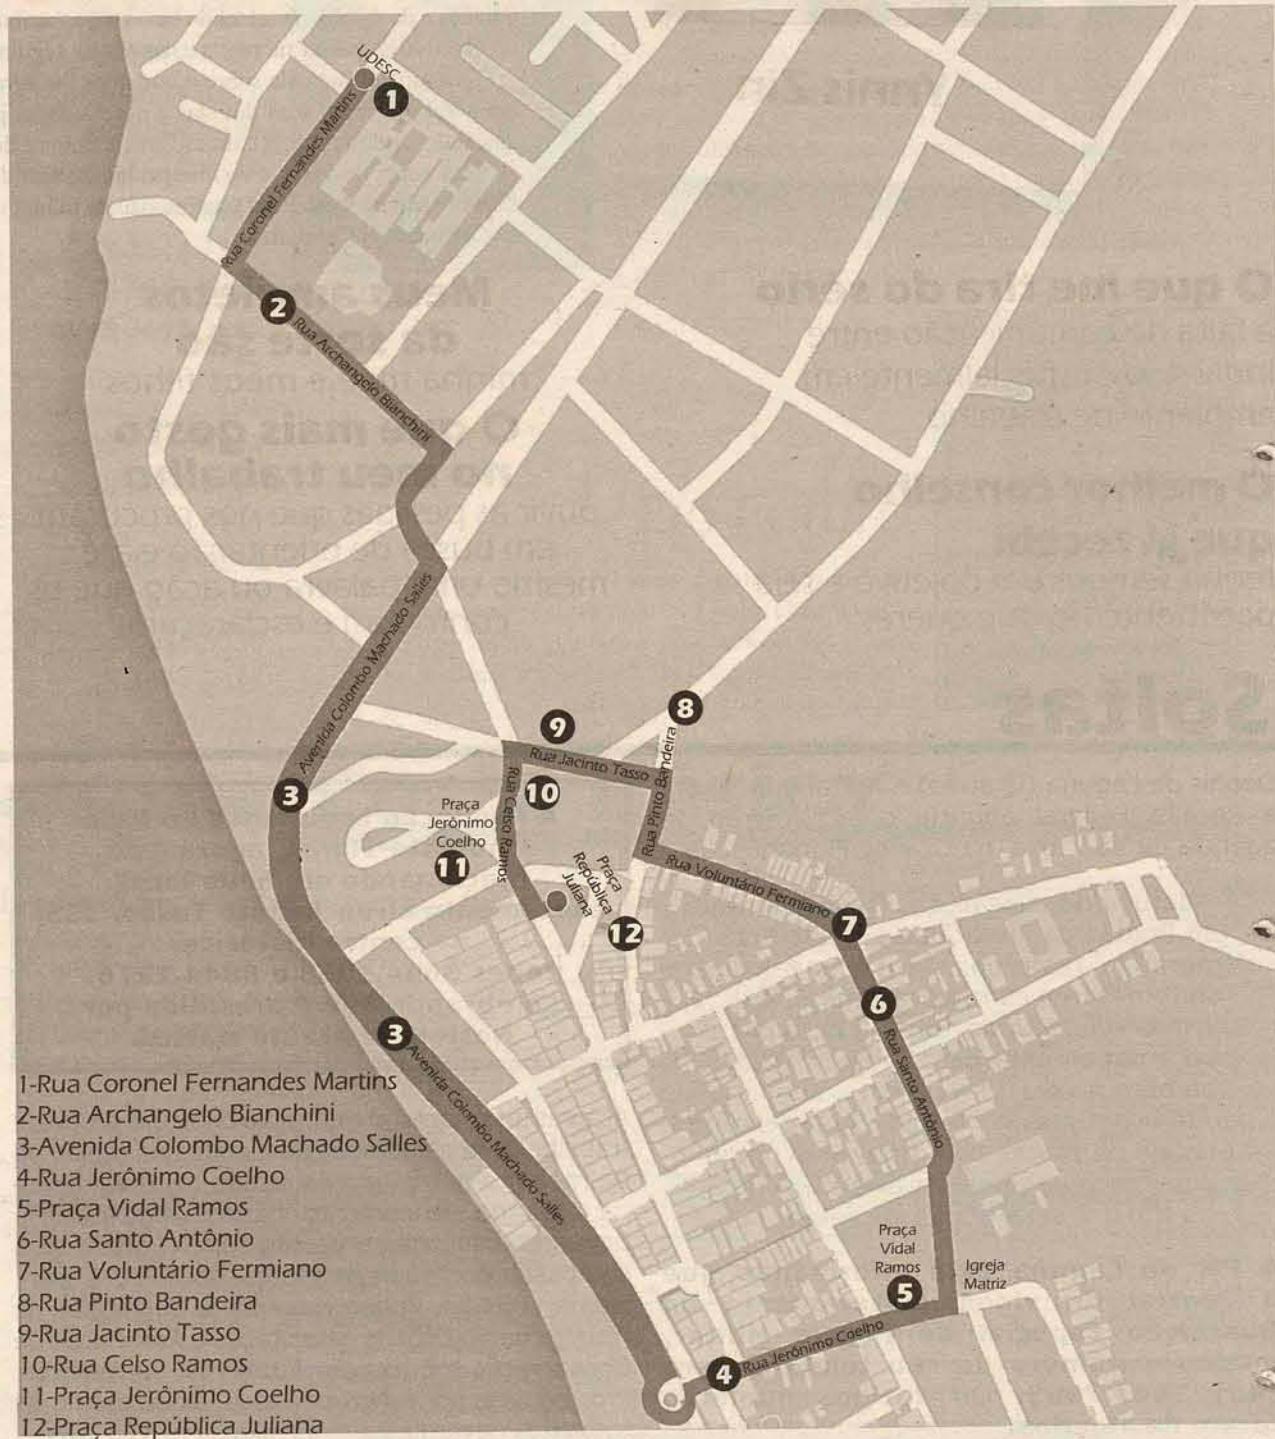 UDESC
1
Rua Coronel Fernandes Martins
2
Rua Archangelo Bianchini
Avenida Colombo Machado Salles
3
8
9
Rua Jacinto Tasso
Rua Pinto Bandeira
10
Rua Celso Ramos
Praça
Jerônimo
Coelho
11
Praça
República
Juliana
12
Rua Voluntário Fermiano
7
6
Rua Santo Antônio
3
Avenida Colombo Machado Salles
Praça
Vidal
Ramos
5
Igreja
Matriz
4
Rua Jerônimo Coelho
1-Rua Coronel Fernandes Martins
2-Rua Archangelo Bianchini
3-Avenida Colombo Machado Salles
4-Rua Jerônimo Coelho
5-Praça Vidal Ramos
6-Rua Santo Antônio
7-Rua Voluntário Fermiano
8-Rua Pinto Bandeira
9-Rua Jacinto Tasso
10-Rua Celso Ramos
11-Praça Jerônimo Coelho
12-Praça República Juliana